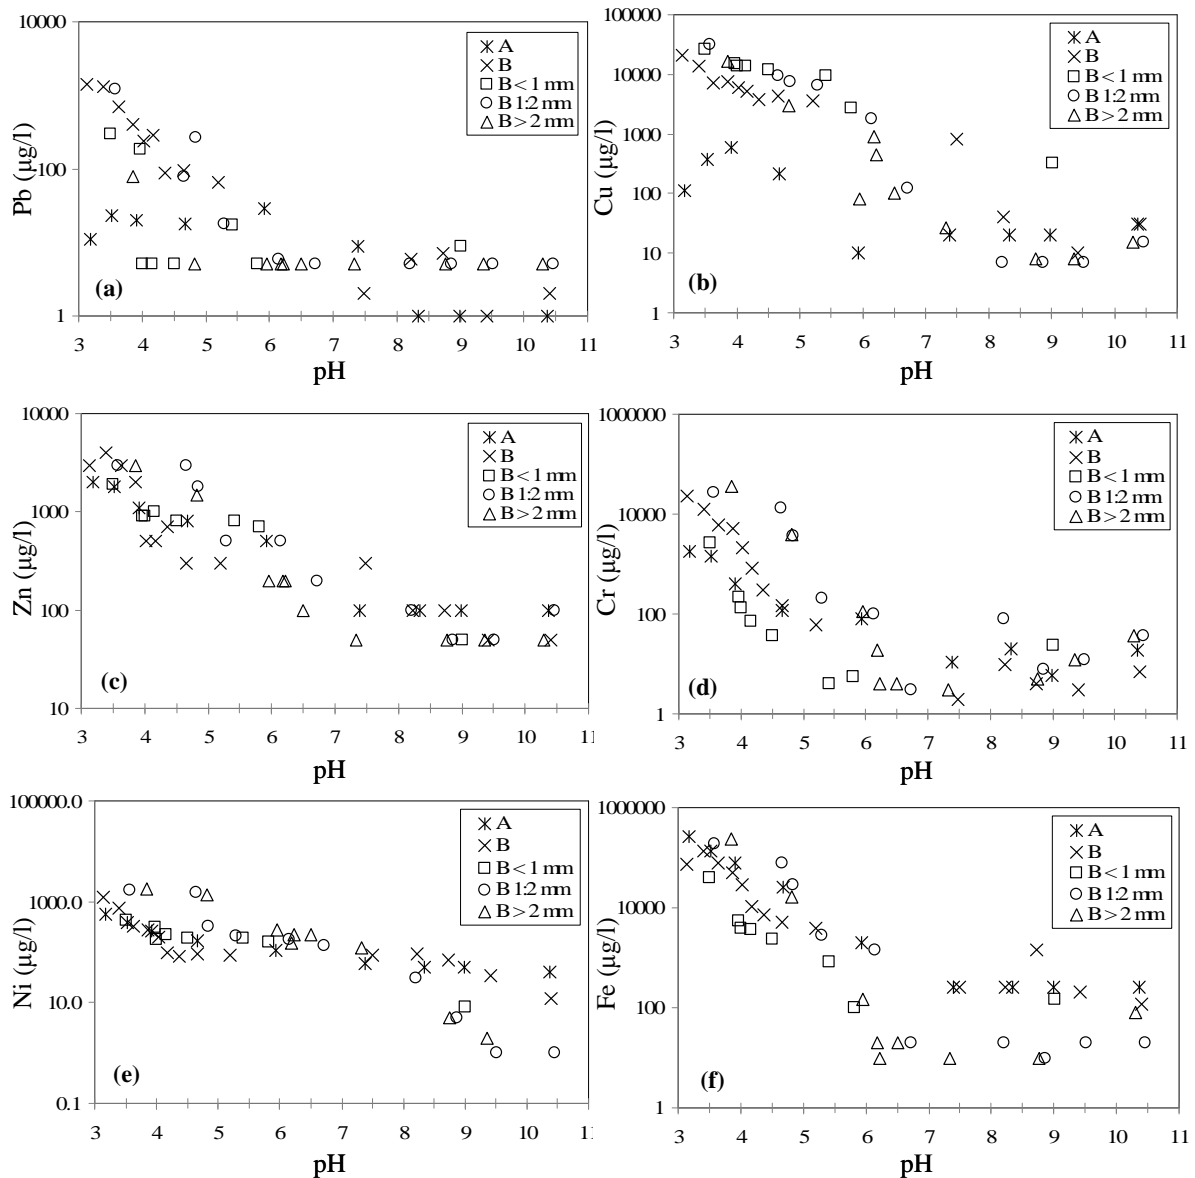 10000
100
1
Pb (µg/l)
A
B
B < 1 mm
B 1:2 mm
B > 2 mm
(a)
3 4 5 6 7 8 9 10 11
pH
100000
10000
1000
100
10
1
Cu (µg/l)
A
B
B < 1 mm
B 1:2 mm
B > 2 mm
(b)
3 4 5 6 7 8 9 10 11
pH
10000
1000
100
10
Zn (µg/l)
A
B
B < 1 mm
B 1:2 mm
B > 2 mm
(c)
3 4 5 6 7 8 9 10 11
pH
1000000
10000
100
1
Cr (µg/l)
A
B
B < 1 mm
B 1:2 mm
B > 2 mm
(d)
3 4 5 6 7 8 9 10 11
pH
100000.0
1000.0
10.0
0.1
Ni (µg/l)
A
B
B < 1 mm
B 1:2 mm
B > 2 mm
(e)
3 4 5 6 7 8 9 10 11
pH
1000000
10000
100
1
Fe (µg/l)
A
B
B < 1 mm
B 1:2 mm
B > 2 mm
(f)
3 4 5 6 7 8 9 10 11
pH